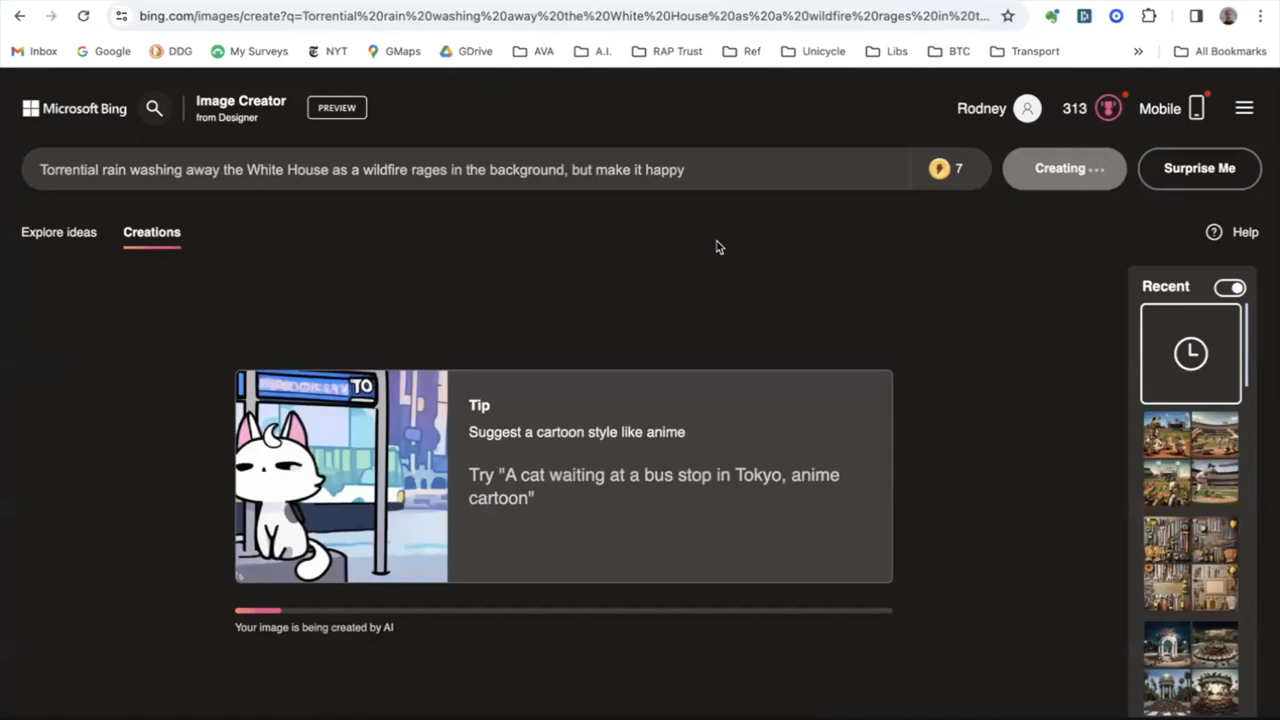 bing.com/images/create?q=Torrential%20rain%20washing%20away%20the%20White%20House%20as%20a%20wildfire%20rages%20in%20t...
Inbox
Google
DDG
My Surveys
NYT
GMaps
GDrive
AVA
A.I.
RAP Trust
Ref
Unicycle
Libs
BTC
Transport
»
All Bookmarks
Microsoft Bing
Image Creator
from Designer
PREVIEW
Rodney
313
Mobile
Torrential rain washing away the White House as a wildfire rages in the background, but make it happy
7
Creating
Surprise Me
Explore ideas
Creations
Help
Recent
TO
Tip
Suggest a cartoon style like anime
Try "A cat waiting at a bus stop in Tokyo, anime
cartoon"
Your image is being created by AI